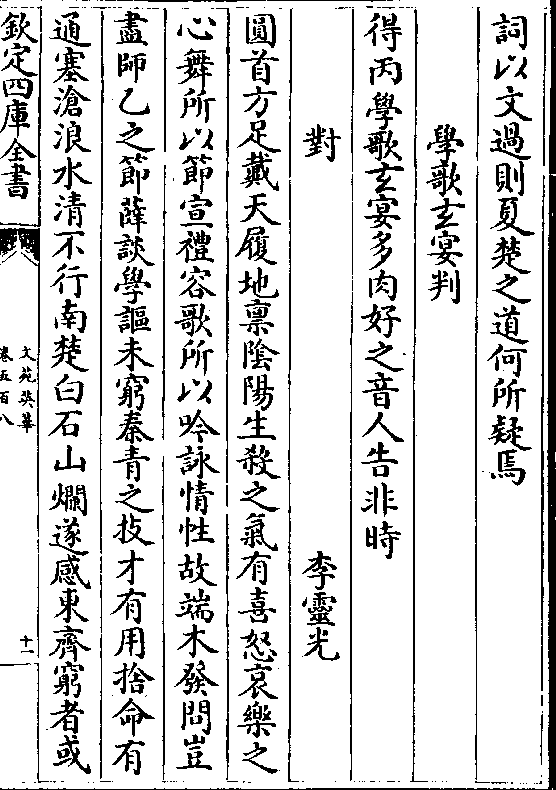 詞以文過則夏楚之道何所疑焉
學歌玄宴判
得丙學歌玄宴多肉好之音人告非時
對
李靈光
圓首方足戴天履地禀隂陽生殺之氣有喜怒哀樂之
心舞所以節宣禮容歌所以吟詠情性故端木發問豈
盡師乙之節薛談學謳未窮秦青之技才有用捨命有
通塞滄浪水清不行南楚白石山爛遂感東齊窮者或
欽定四庫全書
文苑英華
卷五百八
十一